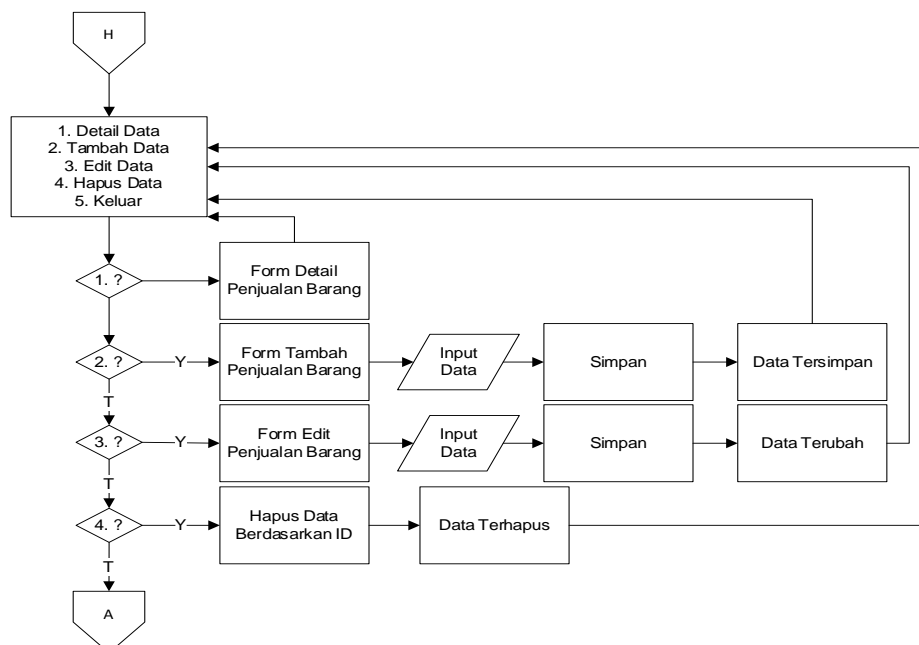 H
1. Detail Data
2. Tambah Data
3. Edit Data
4. Hapus Data
5. Keluar
1. ?
Form Detail
Penjualan Barang
2. ?
Y
Form Tambah
Penjualan Barang
Input
Data
Simpan
Data Tersimpan
T
3. ?
Y
Form Edit
Penjualan Barang
Input
Data
Simpan
Data Terubah
T
4. ?
Y
Hapus Data
Berdasarkan ID
Data Terhapus
T
A